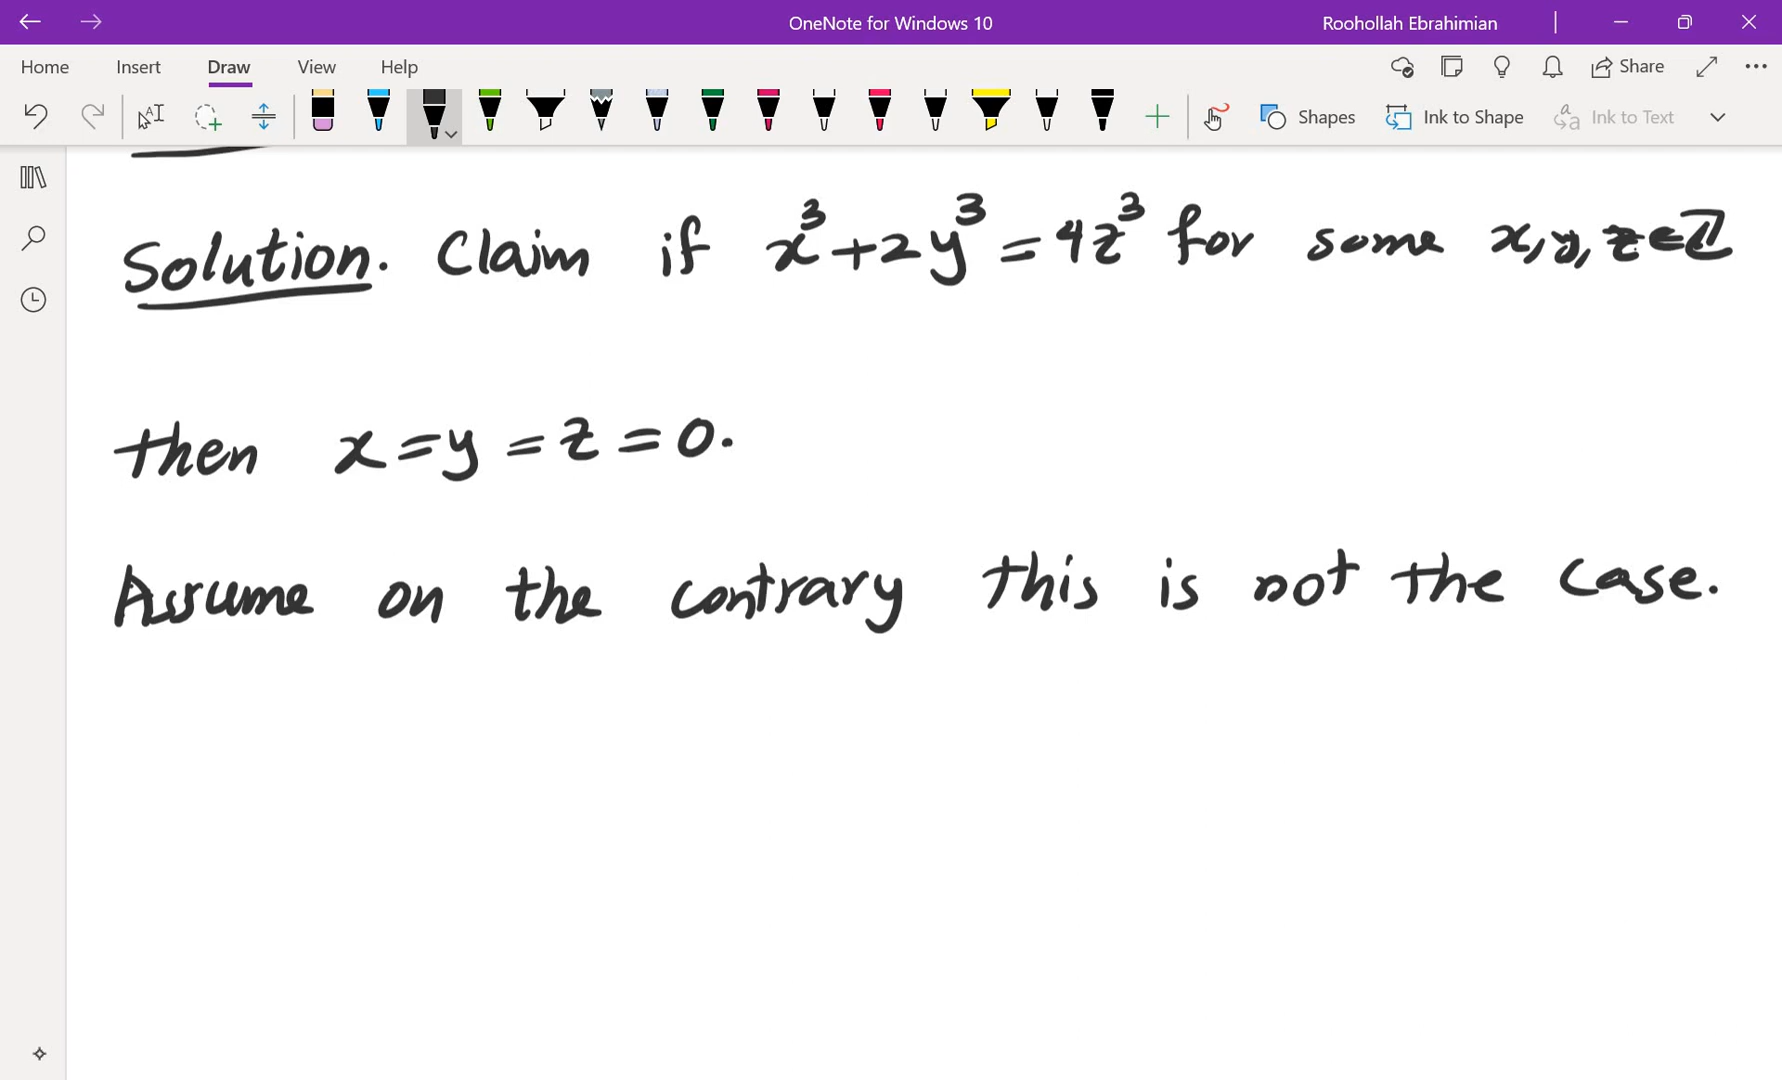 OneNote for Windows 10
Roohollah Ebrahimian
Home Insert Draw View Help
Share
Shapes Ink to Shape Ink to Text
Solution. Claim if x³+2y³=4z³ for some x,y,z∈ℤ
then x=y=z=0.
Assume on the contrary this is not the case.